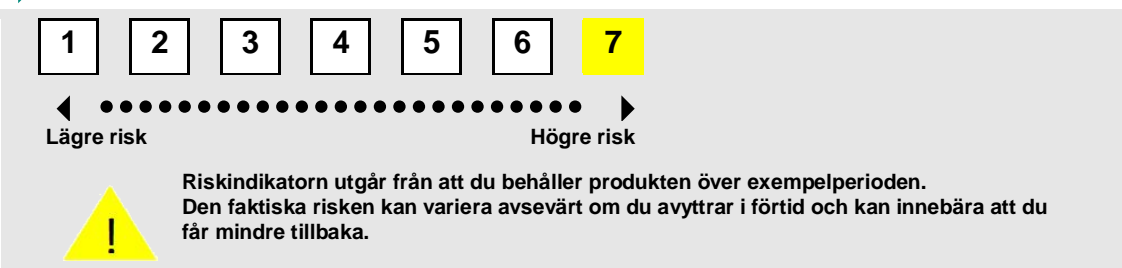 1 2 3 4 5 6 7
Lägre risk Högre risk
Riskindikatorn utgår från att du behåller produkten över exempelperioden.
Den faktiska risken kan variera avsevärt om du avyttrar i förtid och kan innebära att du
får mindre tillbaka.
!